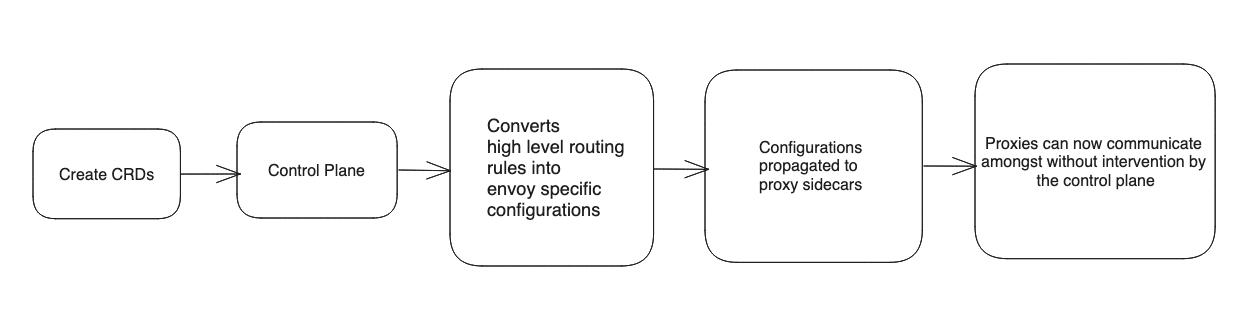 Create CRDs
Control Plane
Converts
high level routing
rules into
envoy specific
configurations
Configurations
propagated to
proxy sidecars
Proxies can now communicate
amongst without intervention by
the control plane